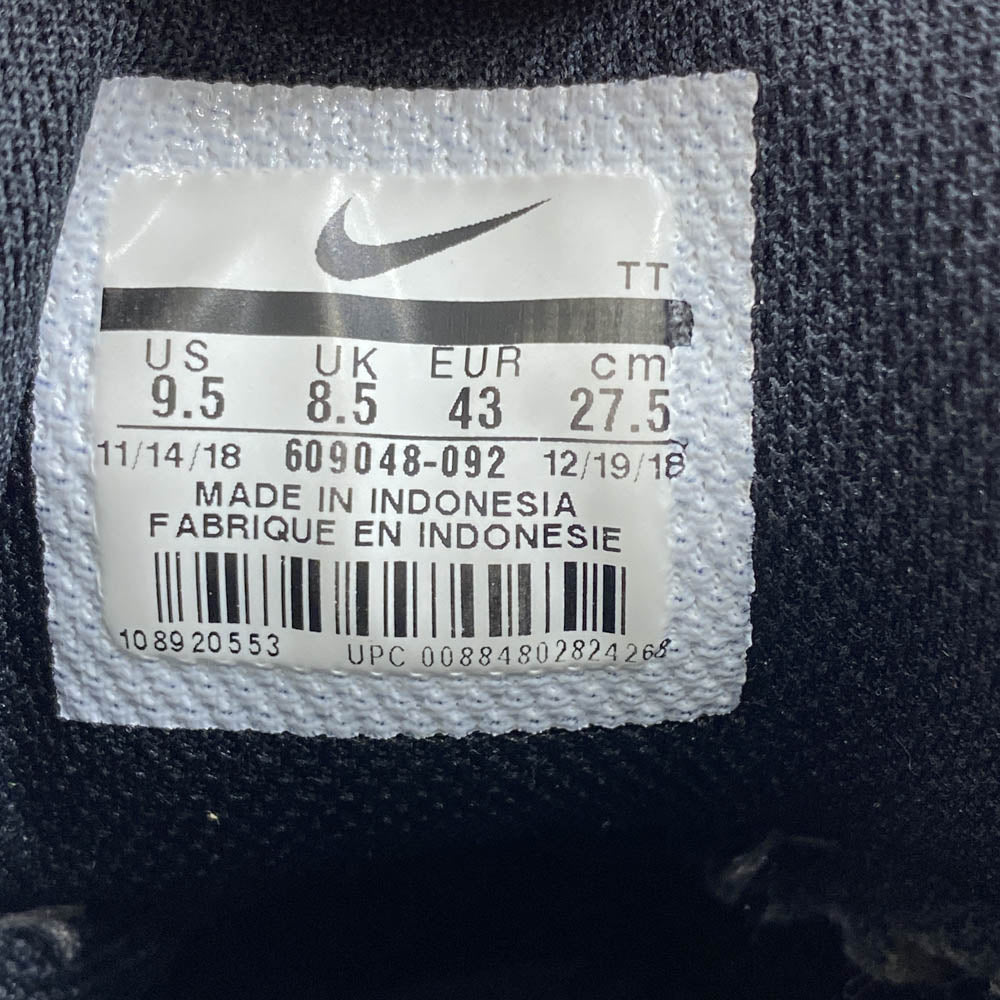 TT
US UK EUR cm
9.5 8.5 43 27.5
11/14/18 609048-092 12/19/18
MADE IN INDONESIA
FABRIQUE EN INDONESIE
108920553 UPC 00884802824268